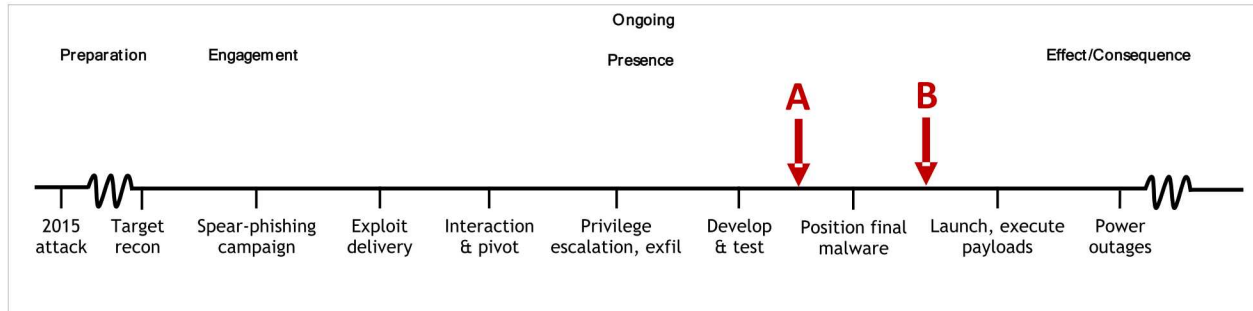 Ongoing
Preparation
Engagement
Presence
Effect/Consequence
A
B
2015
attack
Target
recon
Spear-phishing
campaign
Exploit
delivery
Interaction
& pivot
Privilege
escalation, exfil
Develop
& test
Position final
malware
Launch, execute
payloads
Power
outages